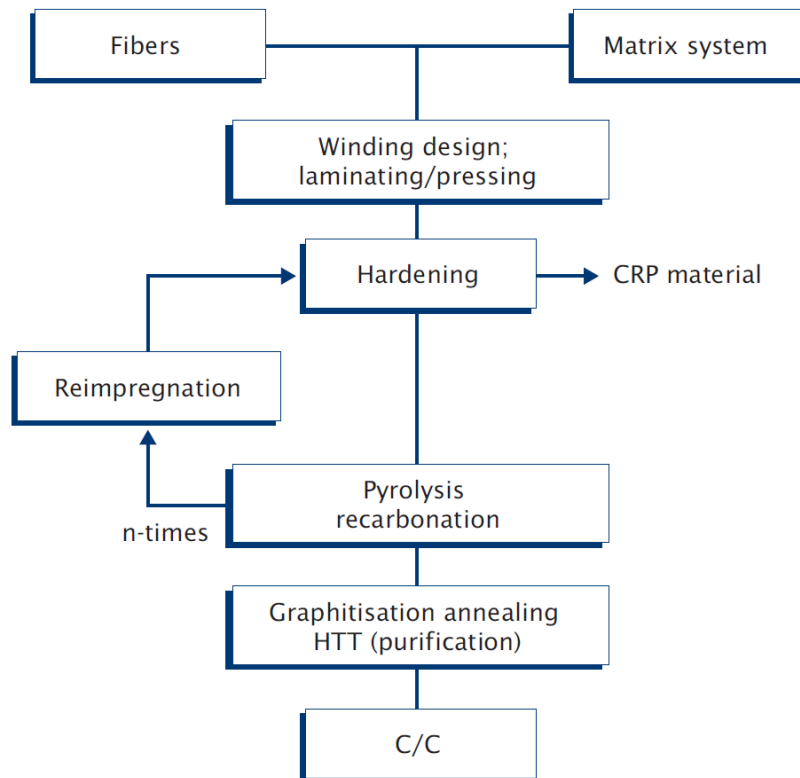 Fibers
Matrix system
Winding design;
laminating/pressing
Hardening
CRP material
Reimpregnation
Pyrolysis
recarbonation
n-times
Graphitisation annealing
HTT (purification)
C/C